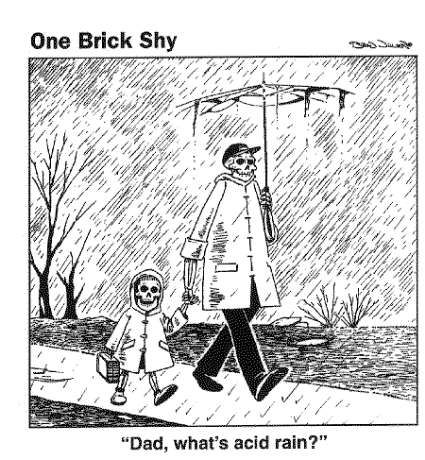 One Brick Shy
“Dad, what’s acid rain?”